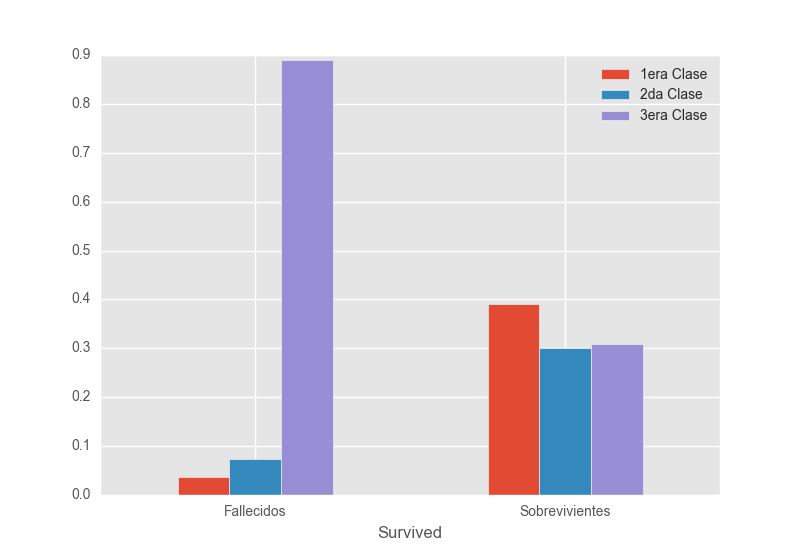 0.9
0.8
0.7
0.6
0.5
0.4
0.3
0.2
0.1
0.0
1era Clase
2da Clase
3era Clase
Fallecidos
Sobrevivientes
Survived